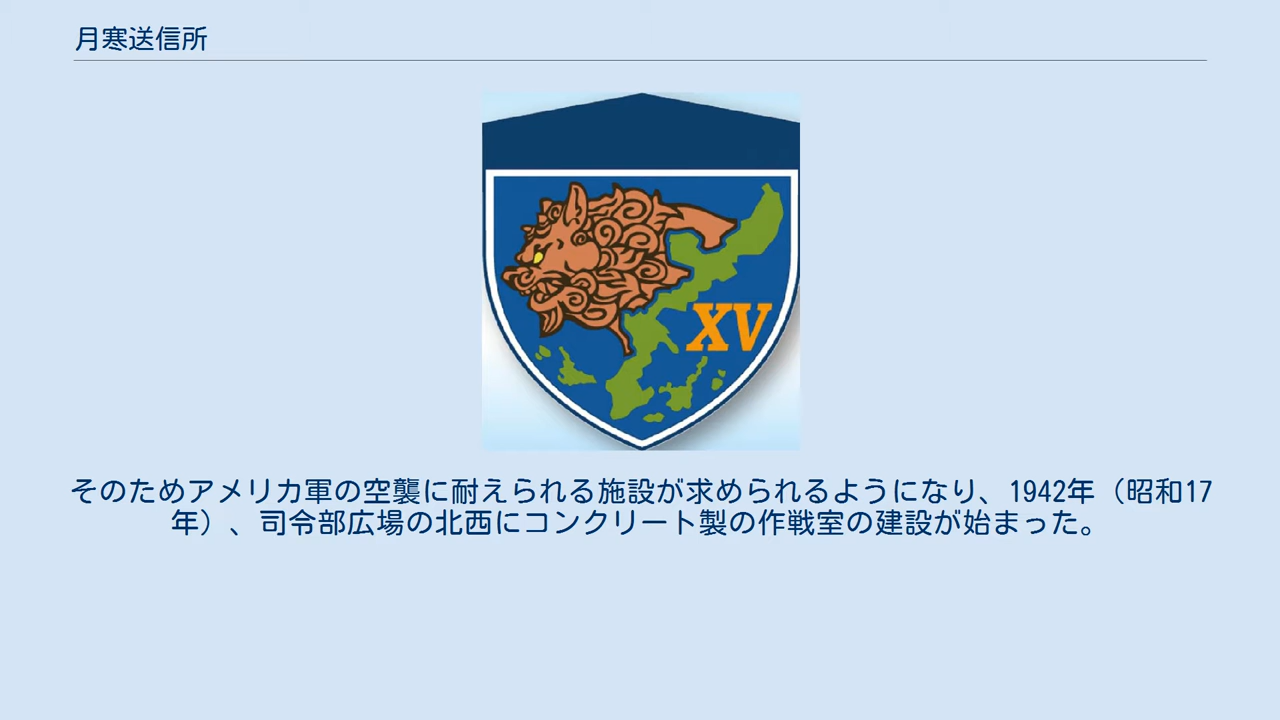 月寒送信所
XV
そのためアメリカ軍の空襲に耐えられる施設が求められるようになり、1942年（昭和17
年）、司令部広場の北西にコンクリート製の作戦室の建設が始まった。